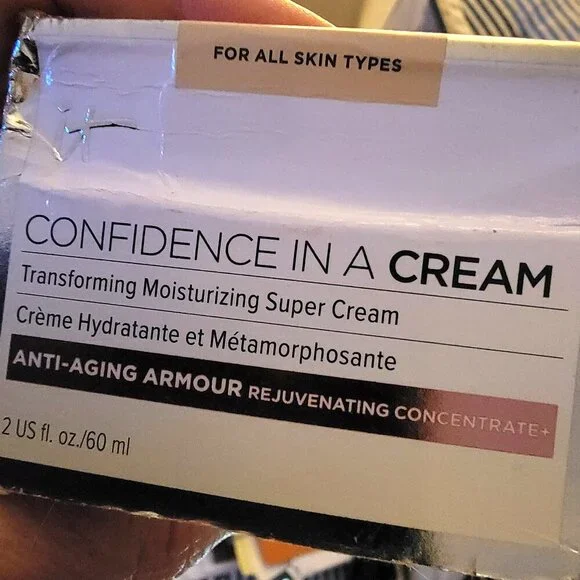 FOR ALL SKIN TYPES
CONFIDENCE IN A CREAM
Transforming Moisturizing Super Cream
Crème Hydratante et Métamorphosante
ANTI-AGING ARMOUR REJUVENATING CONCENTRATE+
2 US fl. oz./60 ml